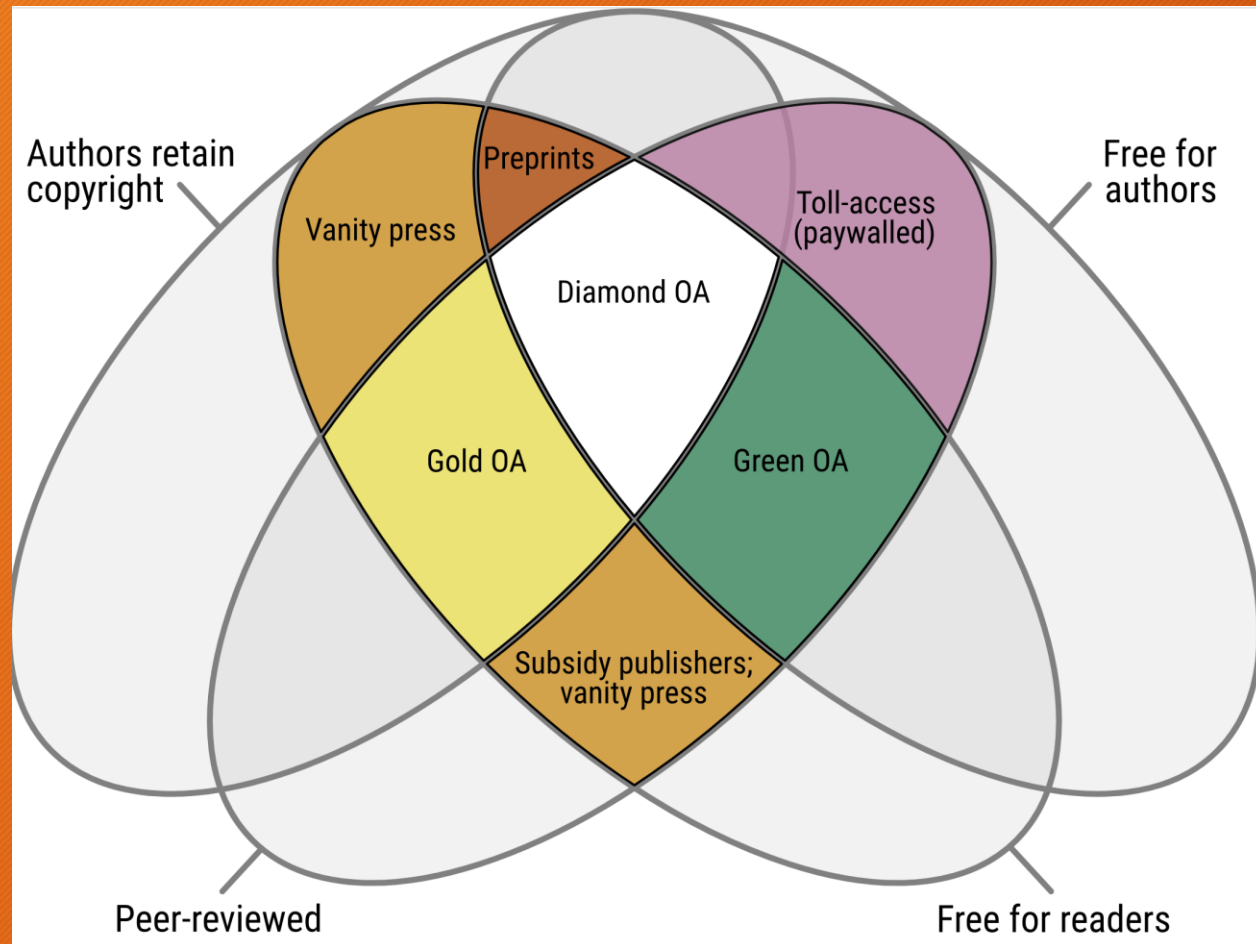 Authors retain
copyright
Free for
authors
Preprints
Vanity press
Toll-access
(paywalled)
Diamond OA
Gold OA
Green OA
Subsidy publishers;
vanity press
Peer-reviewed
Free for readers